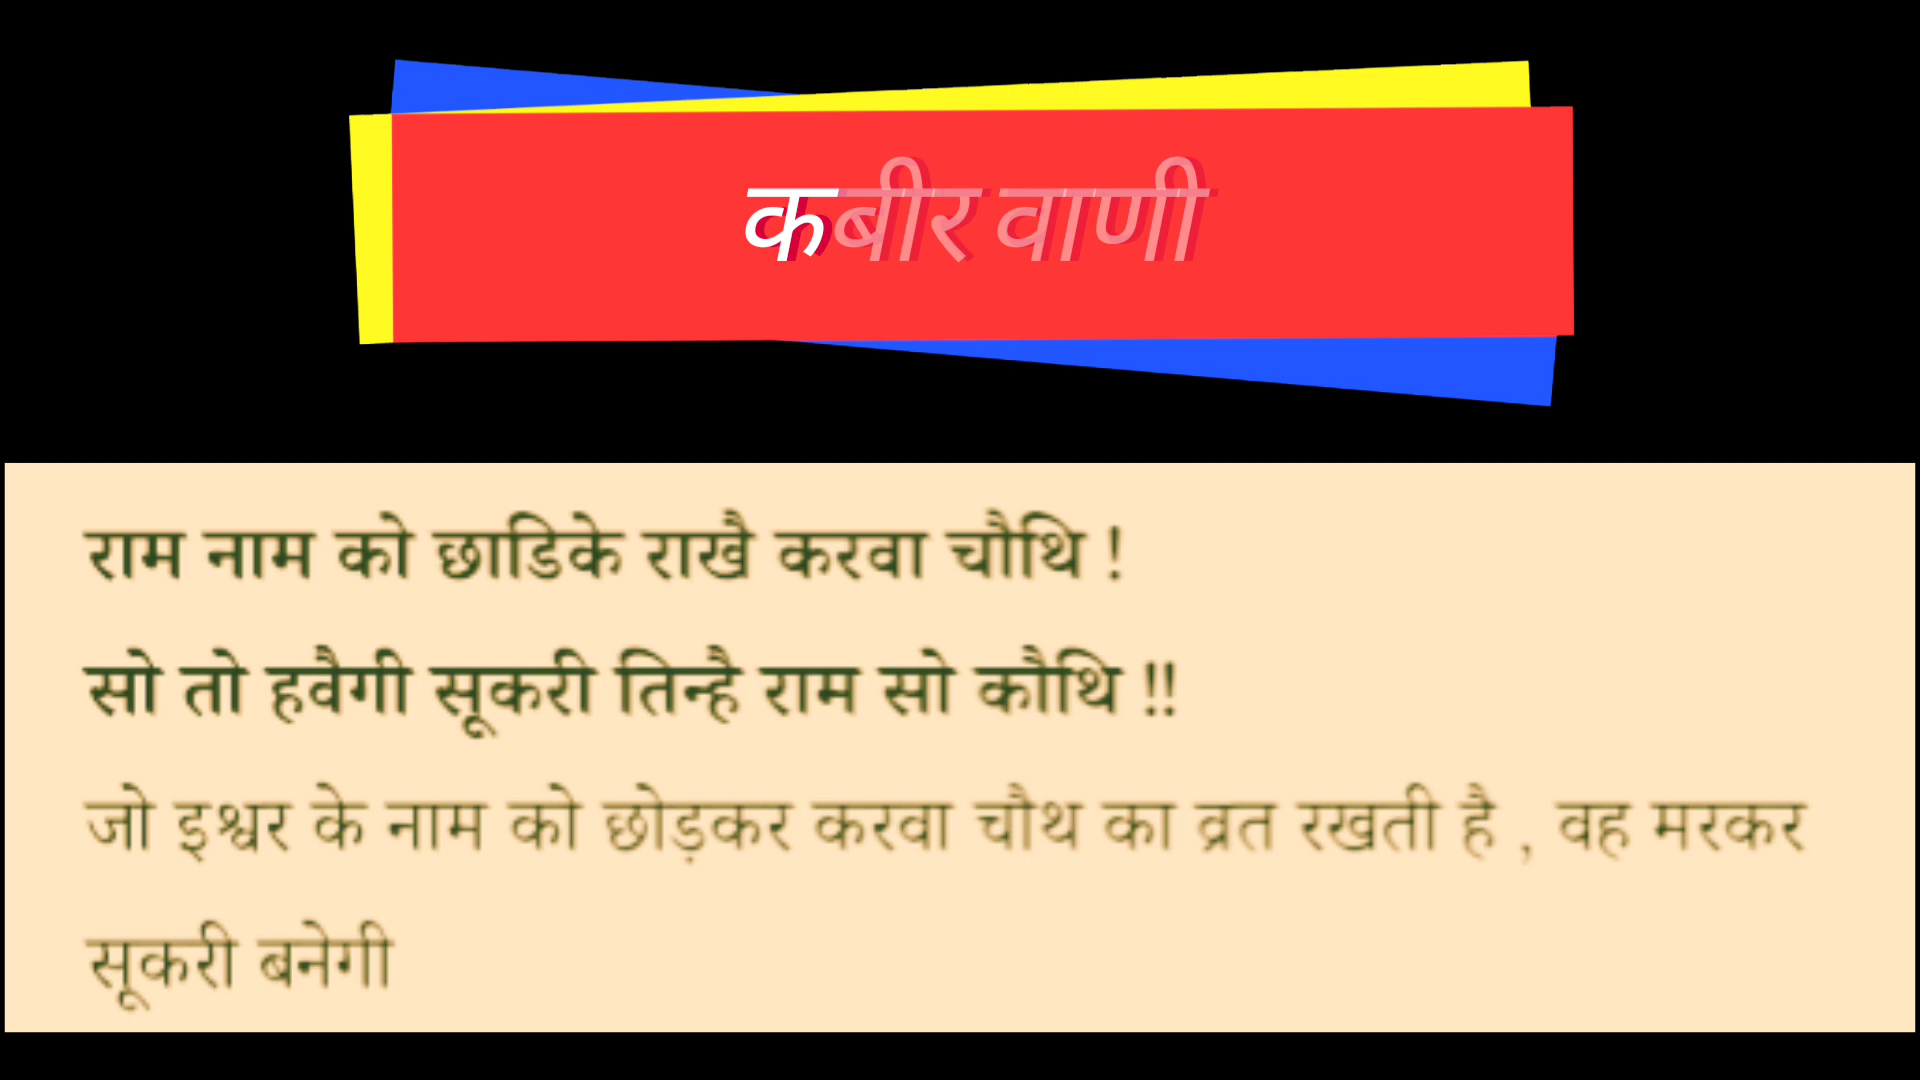 कबीर वाणी
राम नाम को छाडिके राखै करवा चौथि !
सो तो हवैगी सूकरी तिन्है राम सो कौथि !!
जो इश्वर के नाम को छोड़कर करवा चौथ का व्रत रखती है , वह मरकर
सूकरी बनेगी